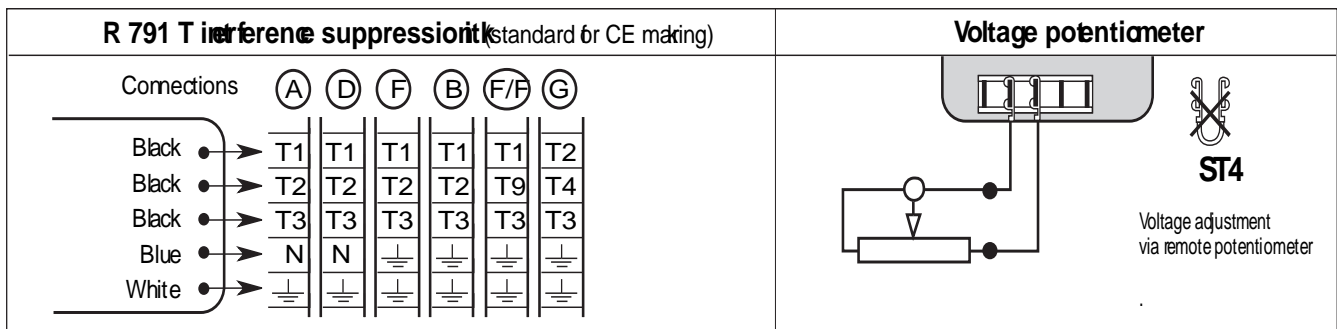 R 791 T interference suppression kit (standard for CE making)
Voltage potentiometer
Connections A D F B F/F G
Black T1 T1 T1 T1 T1 T2
Black T2 T2 T2 T2 T9 T4
Black T3 T3 T3 T3 T3 T3
Blue N N
White
ST4
Voltage adjustment
via remote potentiometer
.